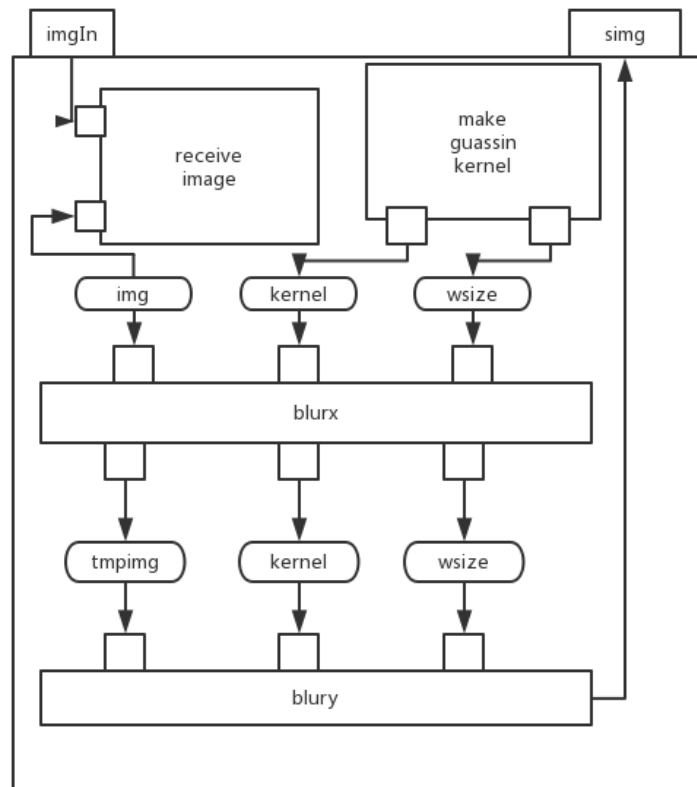 imgIn
simg
receive
image
make
guassin
kernel
img
kernel
wsize
blurx
tmpimg
kernel
wsize
blury